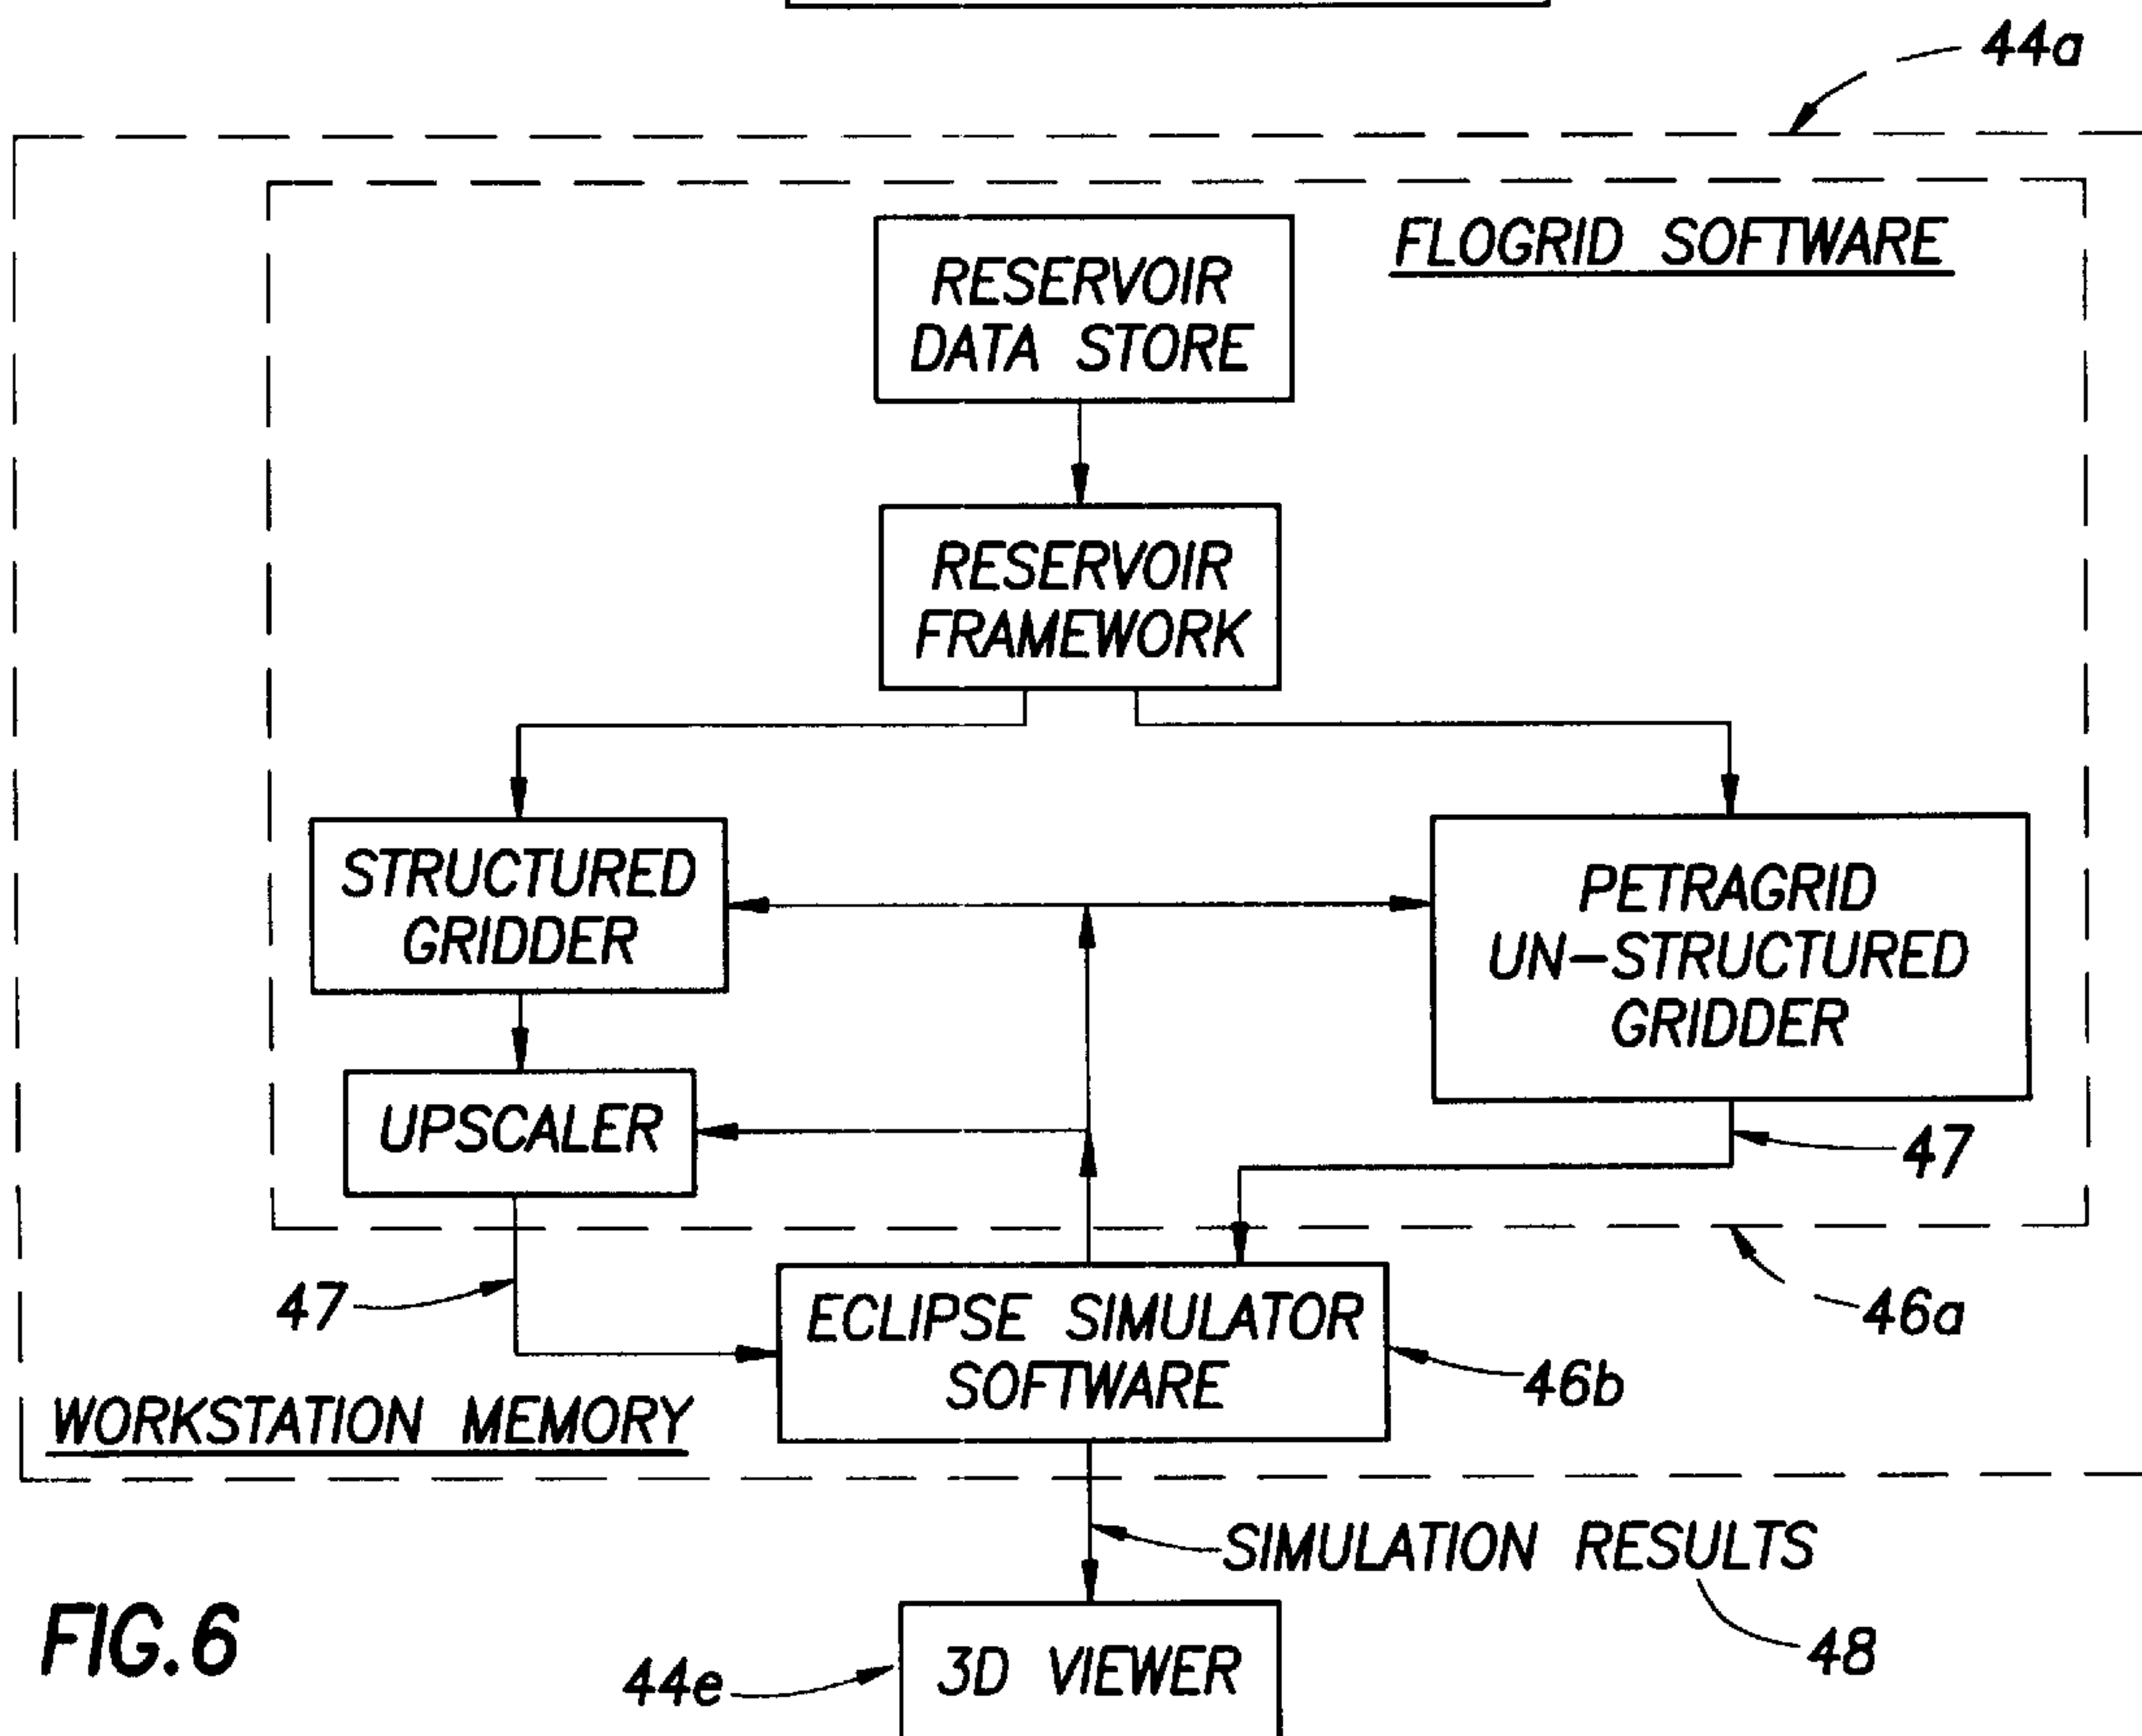 44a
FLOGRID SOFTWARE
RESERVOIR
DATA STORE
RESERVOIR
FRAMEWORK
STRUCTURED
GRIDDER
PETRAGRID
UN-STRUCTURED
GRIDDER
UPSCALER
47
47
46a
ECLIPSE SIMULATOR
SOFTWARE
46b
WORKSTATION MEMORY
SIMULATION RESULTS
48
FIG.6
44e
3D VIEWER